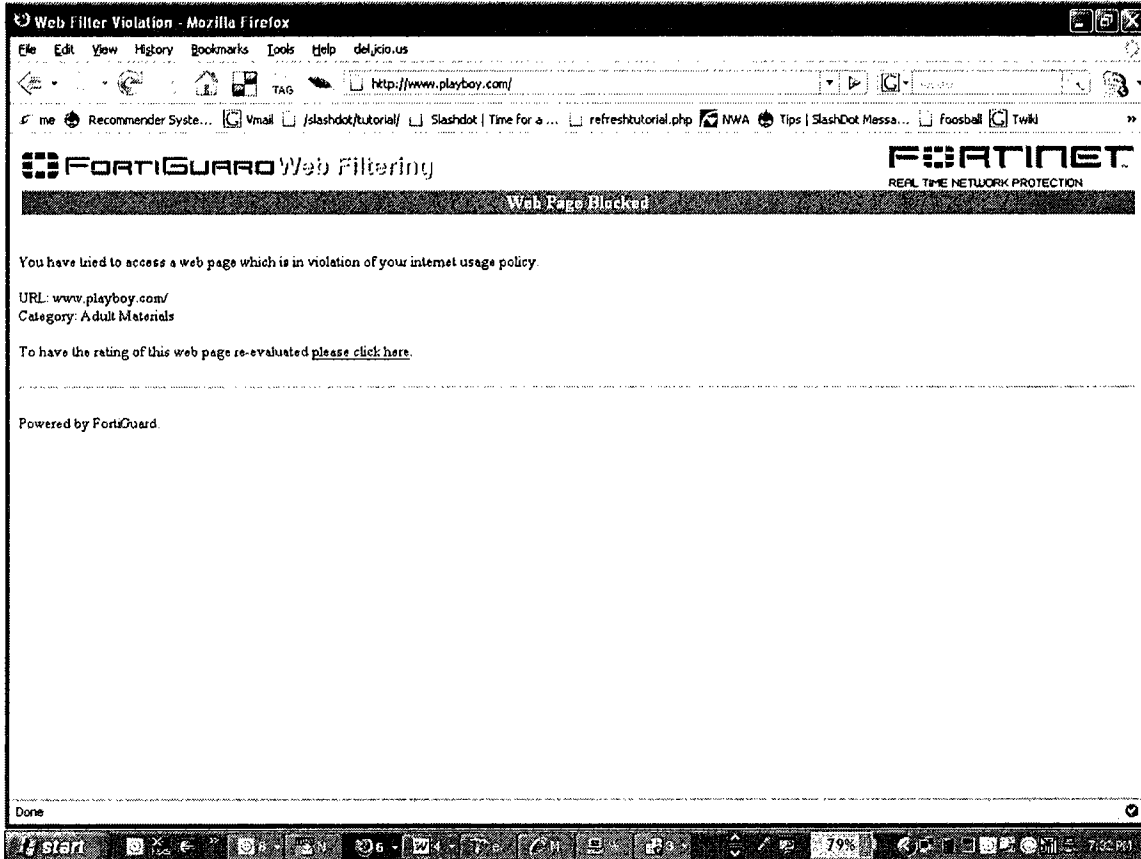 Web Filter Violation - Mozilla Firefox
File Edit View History Bookmarks Tools Help del.icio.us
TAG http://www.playboy.com/
me Recommender Syste... Vmail /slashdot/tutorial/ Slashdot | Time for a ... refreshtutorial.php NWA Tips | SlashDot Messa... foosball Twiki »
FORTIGUARD Web Filtering
FORTINET
REAL TIME NETWORK PROTECTION
Web Page Blocked
You have tried to access a web page which is in violation of your internet usage policy.
URL: www.playboy.com/
Category: Adult Materials
To have the rating of this web page re-evaluated please click here.
Powered by FortiGuard.
Done
start 79% 7:32 PM